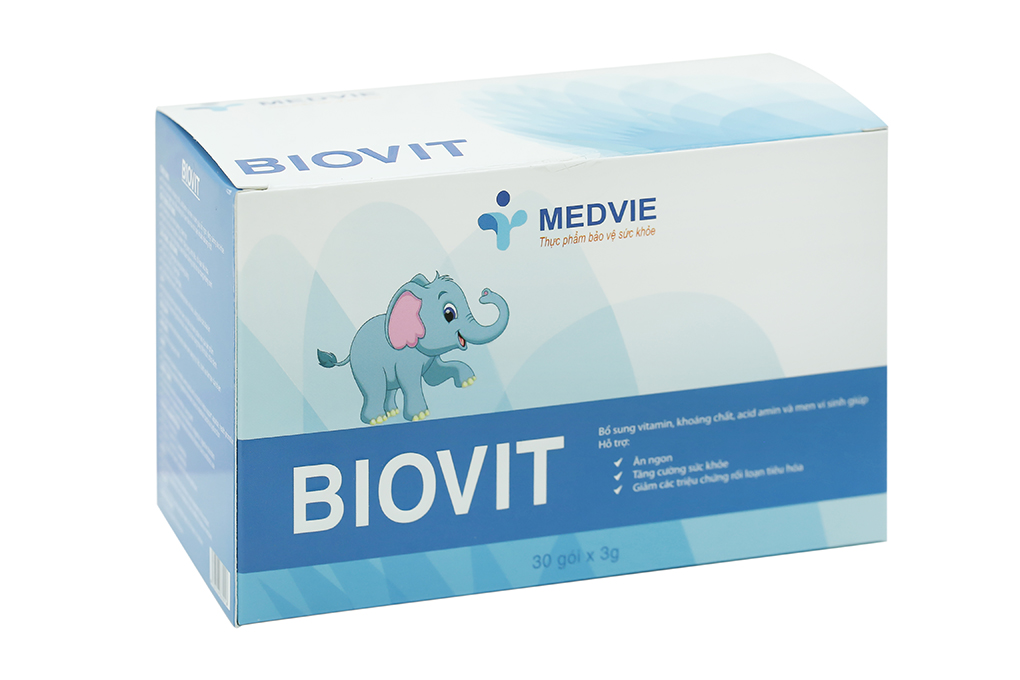 MEDVIE
BIOVIT
BIOVIT
MEDVIE
Thực phẩm bảo vệ sức khỏe
Bổ sung vitamin, khoáng chất, acid amin và men vi sinh giúp
Hỗ trợ:
✓ Ăn ngon
✓ Tăng cường sức khỏe
✓ Giảm các triệu chứng rối loạn tiêu hóa
BIOVIT
30 gói x 3g